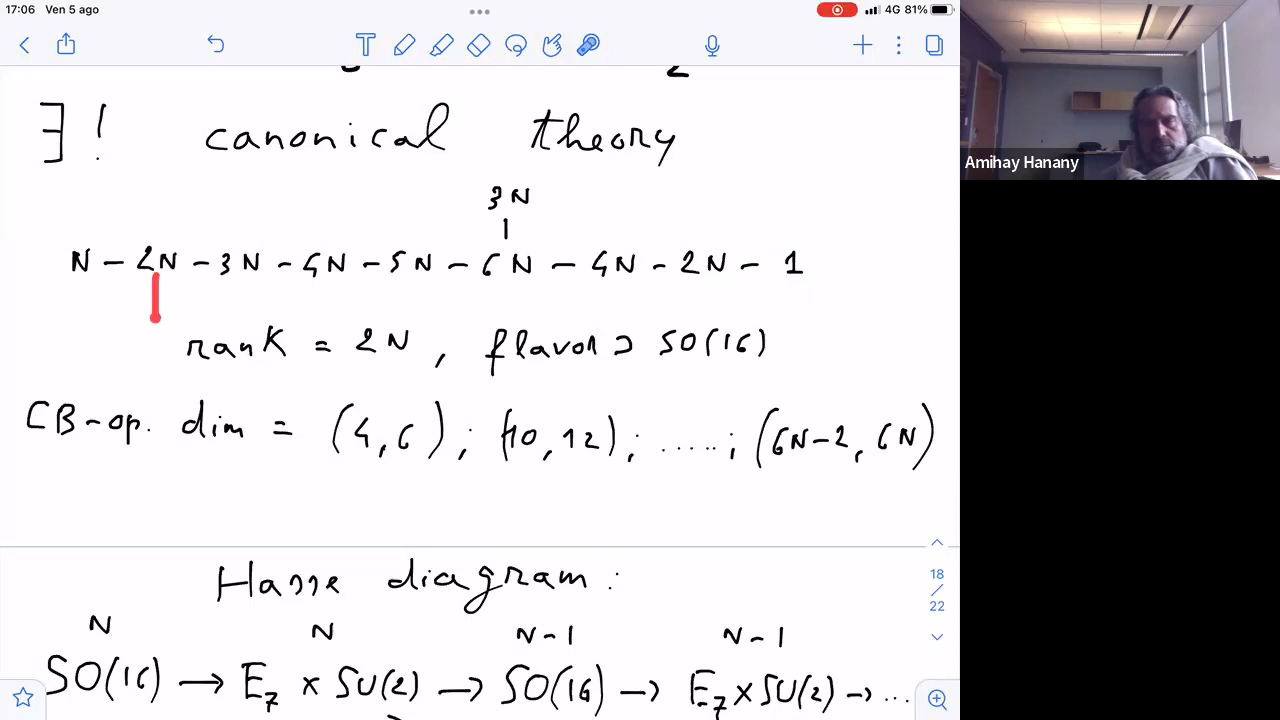 17:06 Ven 5 ago
4G 81%
∃! canonical theory
3N
|
N – 2N – 3N – 4N – 5N – 6N – 4N – 2N – 1
rank = 2N , flavor ⊃ SO(16)
CB-op. dim = (4,6) ; (10,12) ; ..... ; (6N-2, 6N)
Hasse diagram :
N N N-1 N-1
SO(16) → E7 × SU(2) → SO(16) → E7 × SU(2) → ...
18
/
22
Amihay Hanany